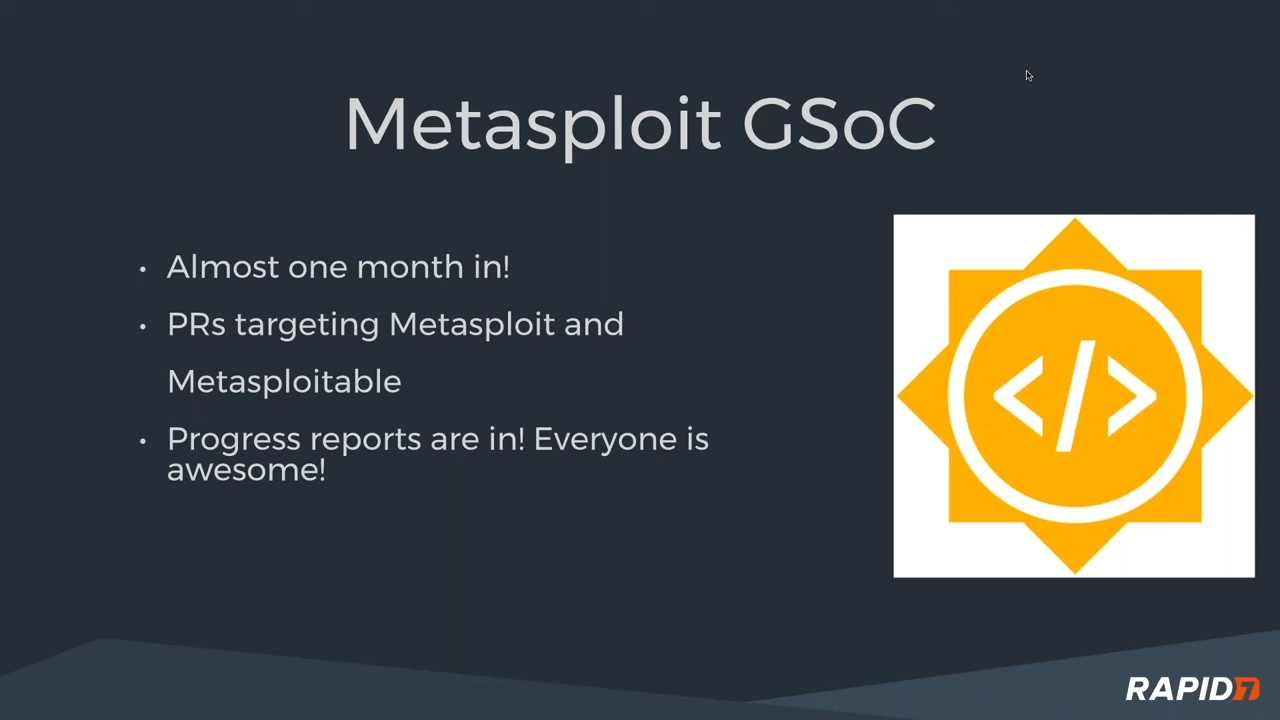 Metasploit GSoC
• Almost one month in!
• PRs targeting Metasploit and
Metasploitable
• Progress reports are in! Everyone is
awesome!
</>
RAPID7